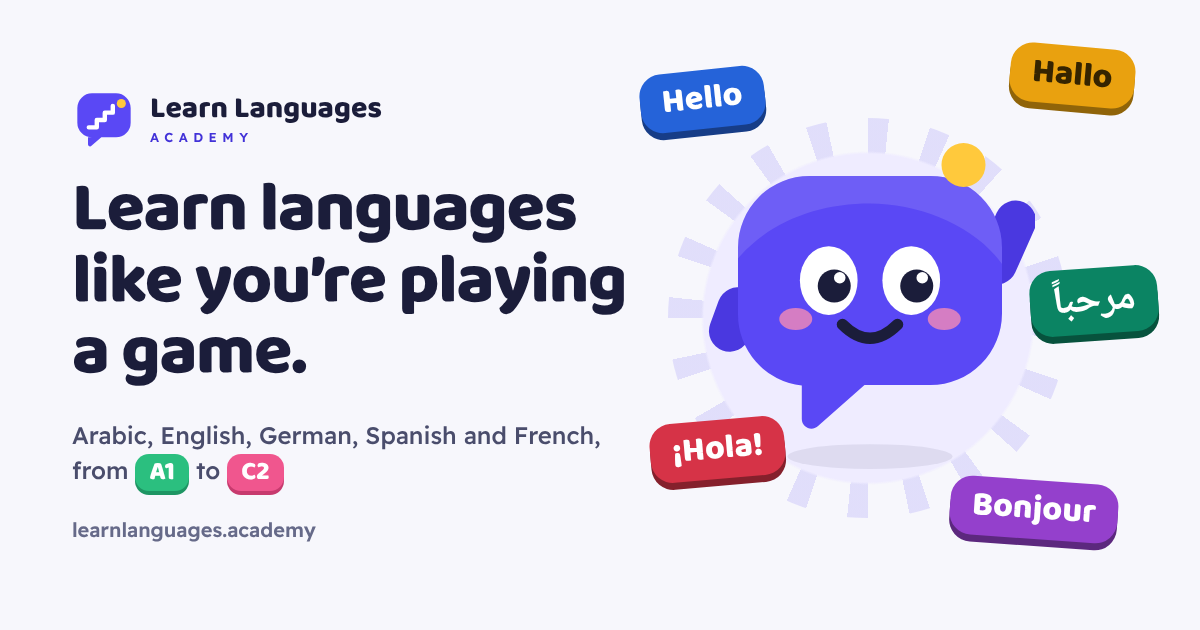 Learn Languages
ACADEMY
Learn languages
like you’re playing
a game.
Arabic, English, German, Spanish and French,
from A1 to C2
learnlanguages.academy
Hello
Hallo
مرحباً
¡Hola!
Bonjour